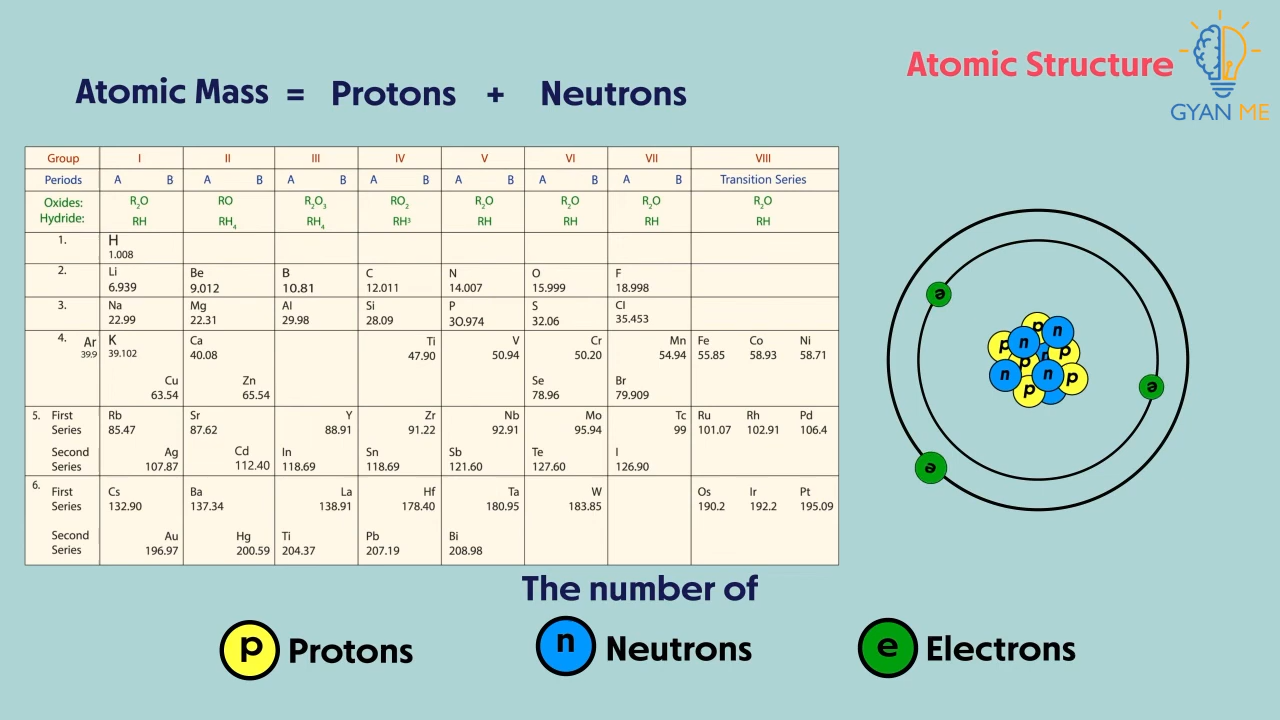 Atomic Structure
GYAN ME
Atomic Mass = Protons + Neutrons
Group I II III IV V VI VII VIII
Periods A B A B A B A B A B A B A B Transition Series
Oxides: R₂O RO R₂O₃ RO₂ R₂O R₂O R₂O R₂O
Hydride: RH RH₄ RH₄ RH³ RH RH RH RH
1. H
1.008
2. Li Be B C N O F
6.939 9.012 10.81 12.011 14.007 15.999 18.998
3. Na Mg Al Si P S Cl
22.99 22.31 29.98 28.09 30.974 32.06 35.453
4. Ar K Ca Ti V Cr Mn Fe Co Ni
39.9 39.102 40.08 47.90 50.94 50.20 54.94 55.85 58.93 58.71
Cu Zn Se Br
63.54 65.54 78.96 79.909
5. First Rb Sr Y Zr Nb Mo Tc Ru Rh Pd
Series 85.47 87.62 88.91 91.22 92.91 95.94 99 101.07 102.91 106.4
Second Ag Cd In Sn Sb Te I
Series 107.87 112.40 118.69 118.69 121.60 127.60 126.90
6. First Cs Ba La Hf Ta W Os Ir Pt
Series 132.90 137.34 138.91 178.40 180.95 183.85 190.2 192.2 195.09
Second Au Hg Ti Pb Bi
Series 196.97 200.59 204.37 207.19 208.98
e
p n
p n n p
p
n n p
p
e
e
The number of
p Protons n Neutrons e Electrons